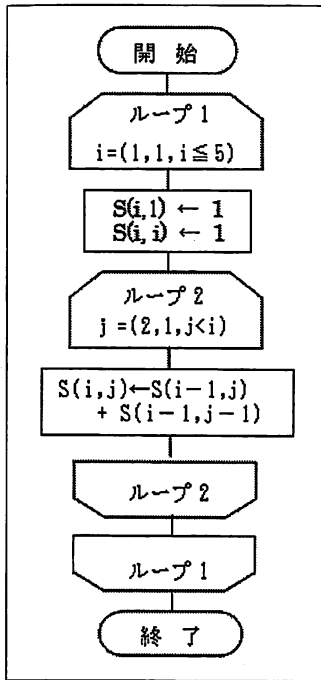 開始
ループ1
i=(1,1,i≦5)
S(i,1) ← 1
S(i,i) ← 1
ループ2
j=(2,1,j<i)
S(i,j)←S(i-1,j)
+ S(i-1,j-1)
ループ2
ループ1
終了